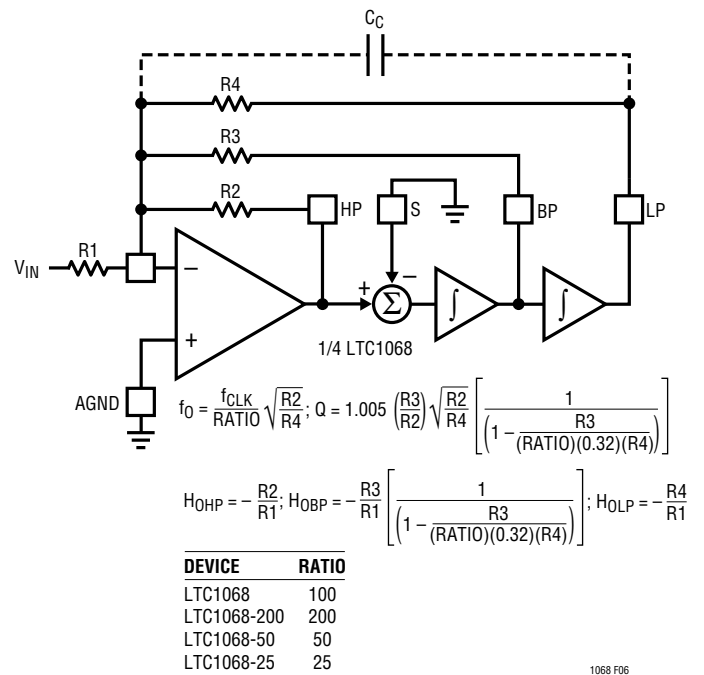 C_C
R4
R3
R2
HP
S
BP
LP
R1
V_IN
−
+
+
−
Σ
∫
∫
1/4 LTC1068
AGND
f_O = f_CLK/RATIO √(R2/R4); Q = 1.005 (R3/R2) √(R2/R4) [1/(1 − R3/((RATIO)(0.32)(R4)))]
H_OHP = − R2/R1; H_OBP = − R3/R1 [1/(1 − R3/((RATIO)(0.32)(R4)))]; H_OLP = − R4/R1
DEVICE RATIO
LTC1068 100
LTC1068-200 200
LTC1068-50 50
LTC1068-25 25
1068 F06